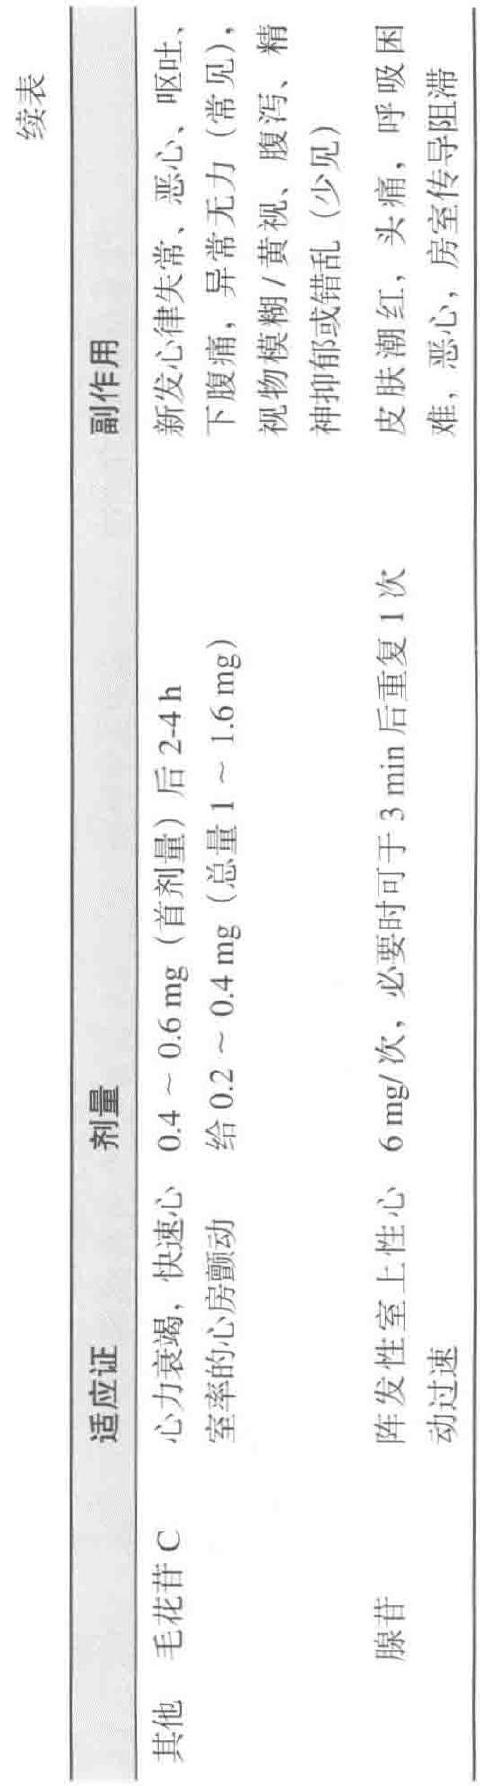 续表
适应证 剂量 副作用
其他 毛花苷 C 心力衰竭，快速心 0.4 ~ 0.6 mg（首剂量）后 2-4 h 新发心律失常、恶心、呕吐、
室率的心房颤动 给 0.2 ~ 0.4 mg（总量 1 ~ 1.6 mg） 下腹痛，异常无力（常见），
视物模糊 / 黄视、腹泻、精
神抑郁或错乱（少见）
腺苷 阵发性室上性心 6 mg/ 次，必要时可于 3 min 后重复 1 次 皮肤潮红，头痛，呼吸困
动过速 难，恶心，房室传导阻滞